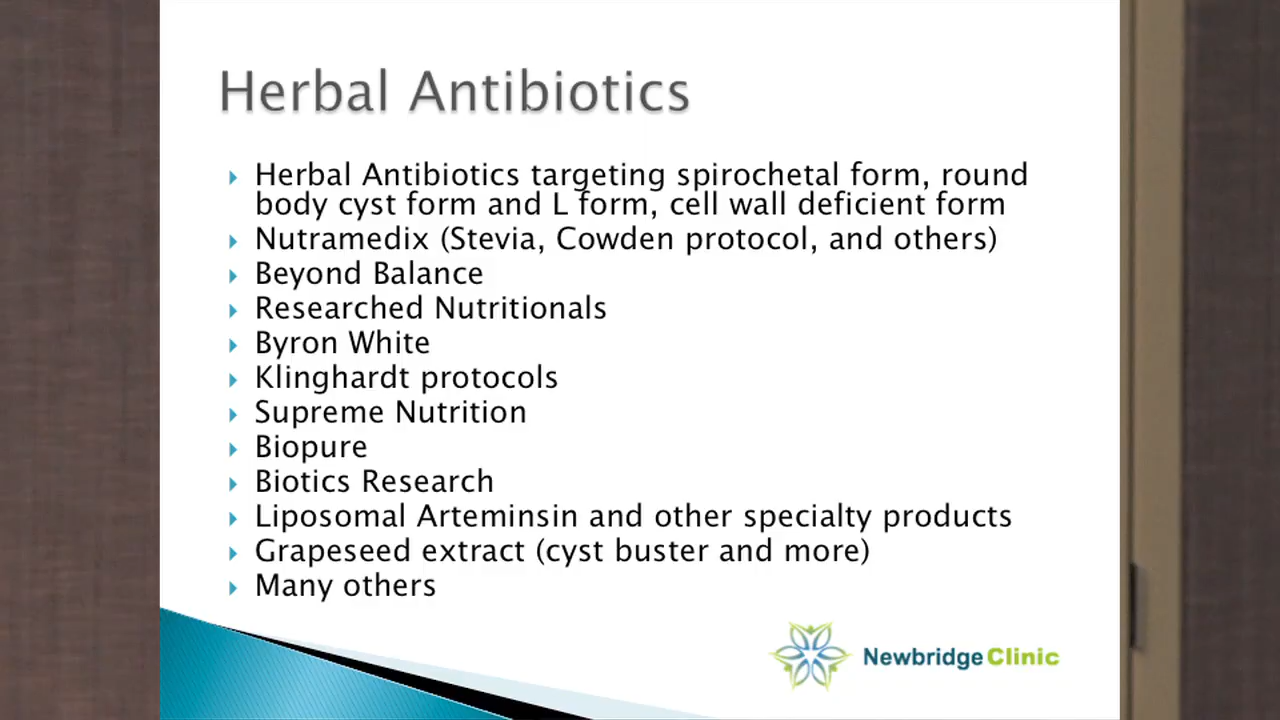 Herbal Antibiotics
Herbal Antibiotics targeting spirochetal form, round
body cyst form and L form, cell wall deficient form
Nutramedix (Stevia, Cowden protocol, and others)
Beyond Balance
Researched Nutritionals
Byron White
Klinghardt protocols
Supreme Nutrition
Biopure
Biotics Research
Liposomal Arteminsin and other specialty products
Grapeseed extract (cyst buster and more)
Many others
Newbridge Clinic